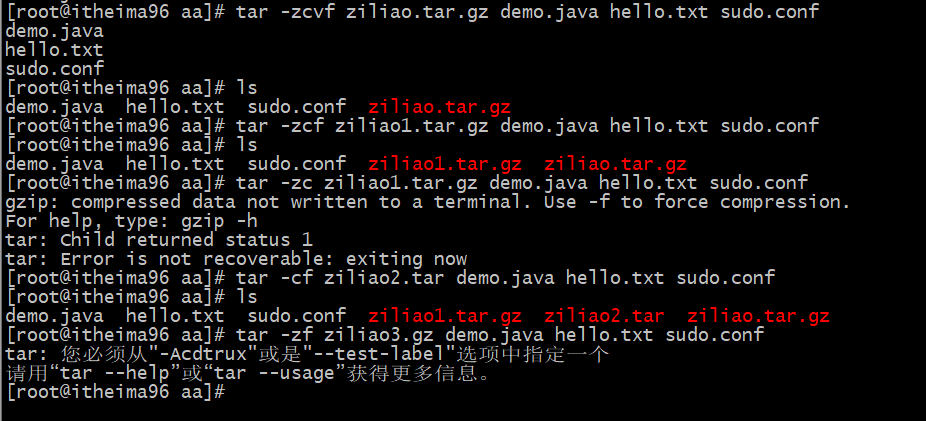 [root@itheima96 aa]# tar -zcvf ziliao.tar.gz demo.java hello.txt sudo.conf
demo.java
hello.txt
sudo.conf
[root@itheima96 aa]# ls
demo.java  hello.txt  sudo.conf  ziliao.tar.gz
[root@itheima96 aa]# tar -zcf ziliao1.tar.gz demo.java hello.txt sudo.conf
[root@itheima96 aa]# ls
demo.java  hello.txt  sudo.conf  ziliao1.tar.gz  ziliao.tar.gz
[root@itheima96 aa]# tar -zc ziliao1.tar.gz demo.java hello.txt sudo.conf
gzip: compressed data not written to a terminal. Use -f to force compression.
For help, type: gzip -h
tar: Child returned status 1
tar: Error is not recoverable: exiting now
[root@itheima96 aa]# tar -cf ziliao2.tar demo.java hello.txt sudo.conf
[root@itheima96 aa]# ls
demo.java  hello.txt  sudo.conf  ziliao1.tar.gz  ziliao2.tar  ziliao.tar.gz
[root@itheima96 aa]# tar -zf ziliao3.gz demo.java hello.txt sudo.conf
tar: 您必须从"-Acdtrux"或是"--test-label"选项中指定一个
请用“tar --help”或“tar --usage”获得更多信息。
[root@itheima96 aa]#